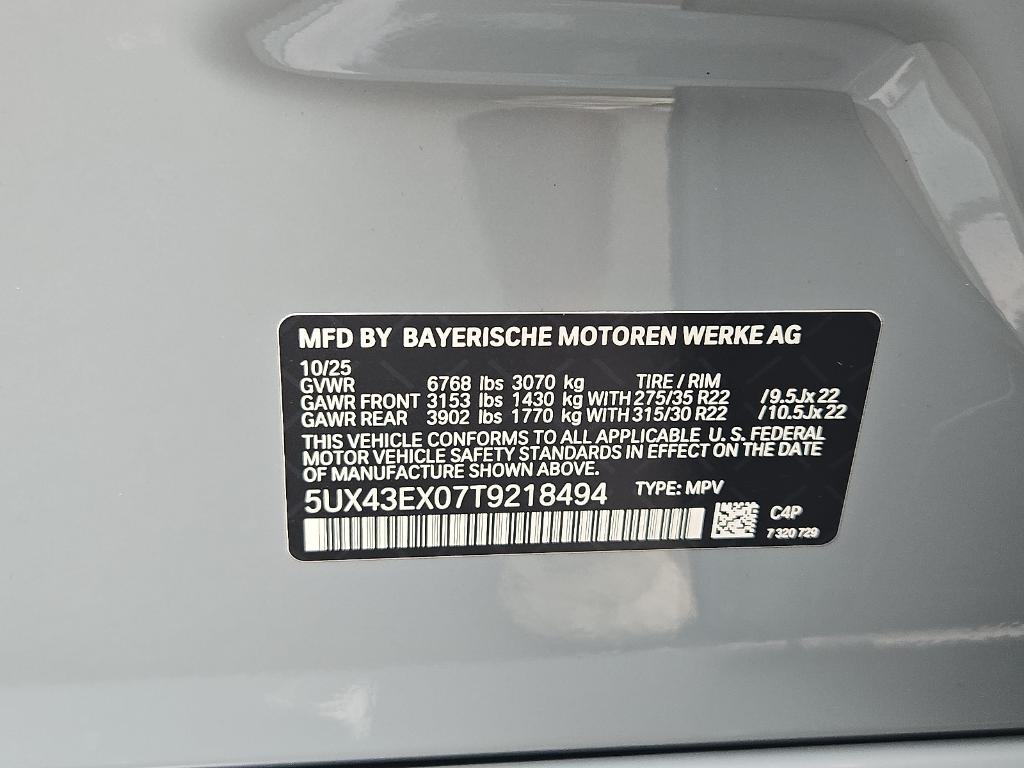 MFD BY BAYERISCHE MOTOREN WERKE AG
10/25
GVWR 6768 lbs 3070 kg TIRE / RIM
GAWR FRONT 3153 lbs 1430 kg WITH 275/35 R22 /9.5Jx22
GAWR REAR 3902 lbs 1770 kg WITH 315/30 R22 /10.5Jx22
THIS VEHICLE CONFORMS TO ALL APPLICABLE U. S. FEDERAL
MOTOR VEHICLE SAFETY STANDARDS IN EFFECT ON THE DATE
OF MANUFACTURE SHOWN ABOVE.
5UX43EX07T9218494 TYPE: MPV
C4P
7 320 729